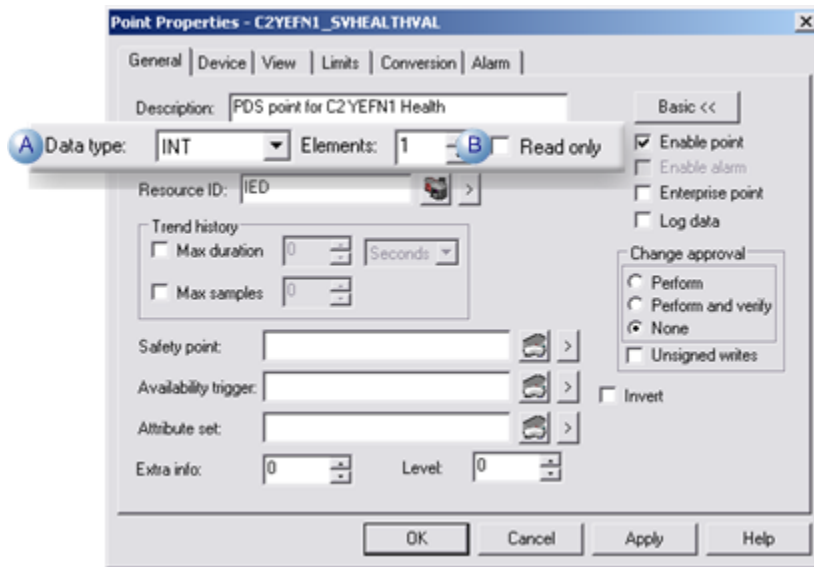 Point Properties - C2YEFN1_SVHEALTHVAL
General Device View Limits Conversion Alarm
Description: PDS point for C2YEFN1 Health Basic <<
A Data type: INT Elements: 1 B Read only
Enable point
Enable alarm
Resource ID: IED > Enterprise point
Log data
Trend history
Max duration 0 Seconds
Max samples 0
Change approval
Perform
Perform and verify
None
Unsigned writes
Safety point: >
Availability trigger: > Invert
Attribute set: >
Extra info: 0 Level: 0
OK Cancel Apply Help